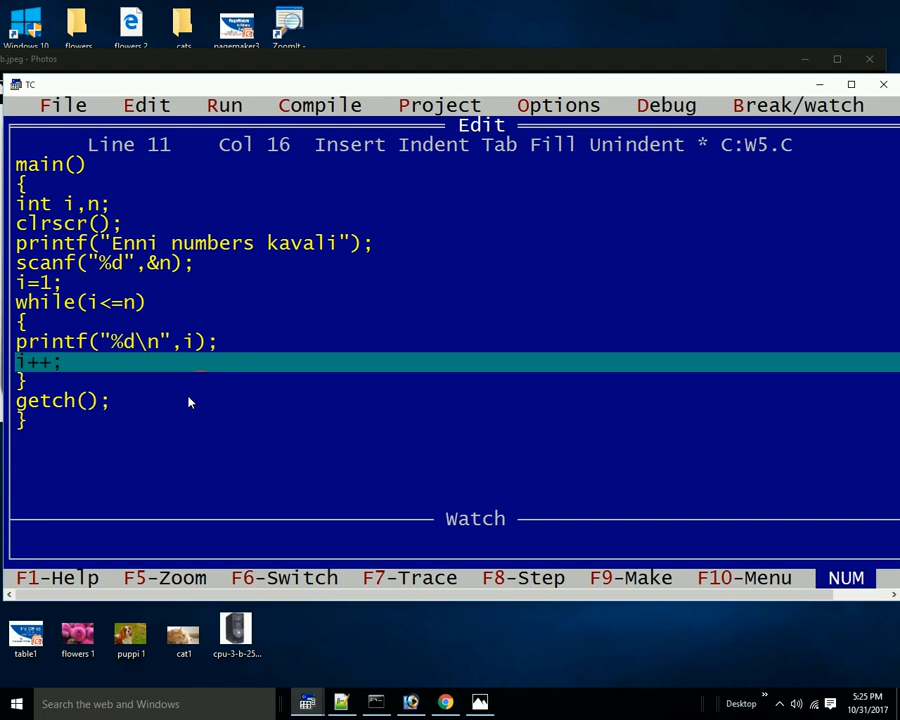 Windows 10
flowers
flowers 2
cats
pagemaker3
ZoomIt -
b.jpeg - Photos
TC
File Edit Run Compile Project Options Debug Break/watch
Edit
Line 11 Col 16 Insert Indent Tab Fill Unindent * C:W5.C
main()
{
int i,n;
clrscr();
printf("Enni numbers kavali");
scanf("%d",&n);
i=1;
while(i<=n)
{
printf("%d\n",i);
i++;
}
getch();
}
Watch
F1-Help F5-Zoom F6-Switch F7-Trace F8-Step F9-Make F10-Menu NUM
table1
flowers 1
puppi 1
cat1
cpu-3-b-25...
Search the web and Windows
Desktop
5:25 PM
10/31/2017